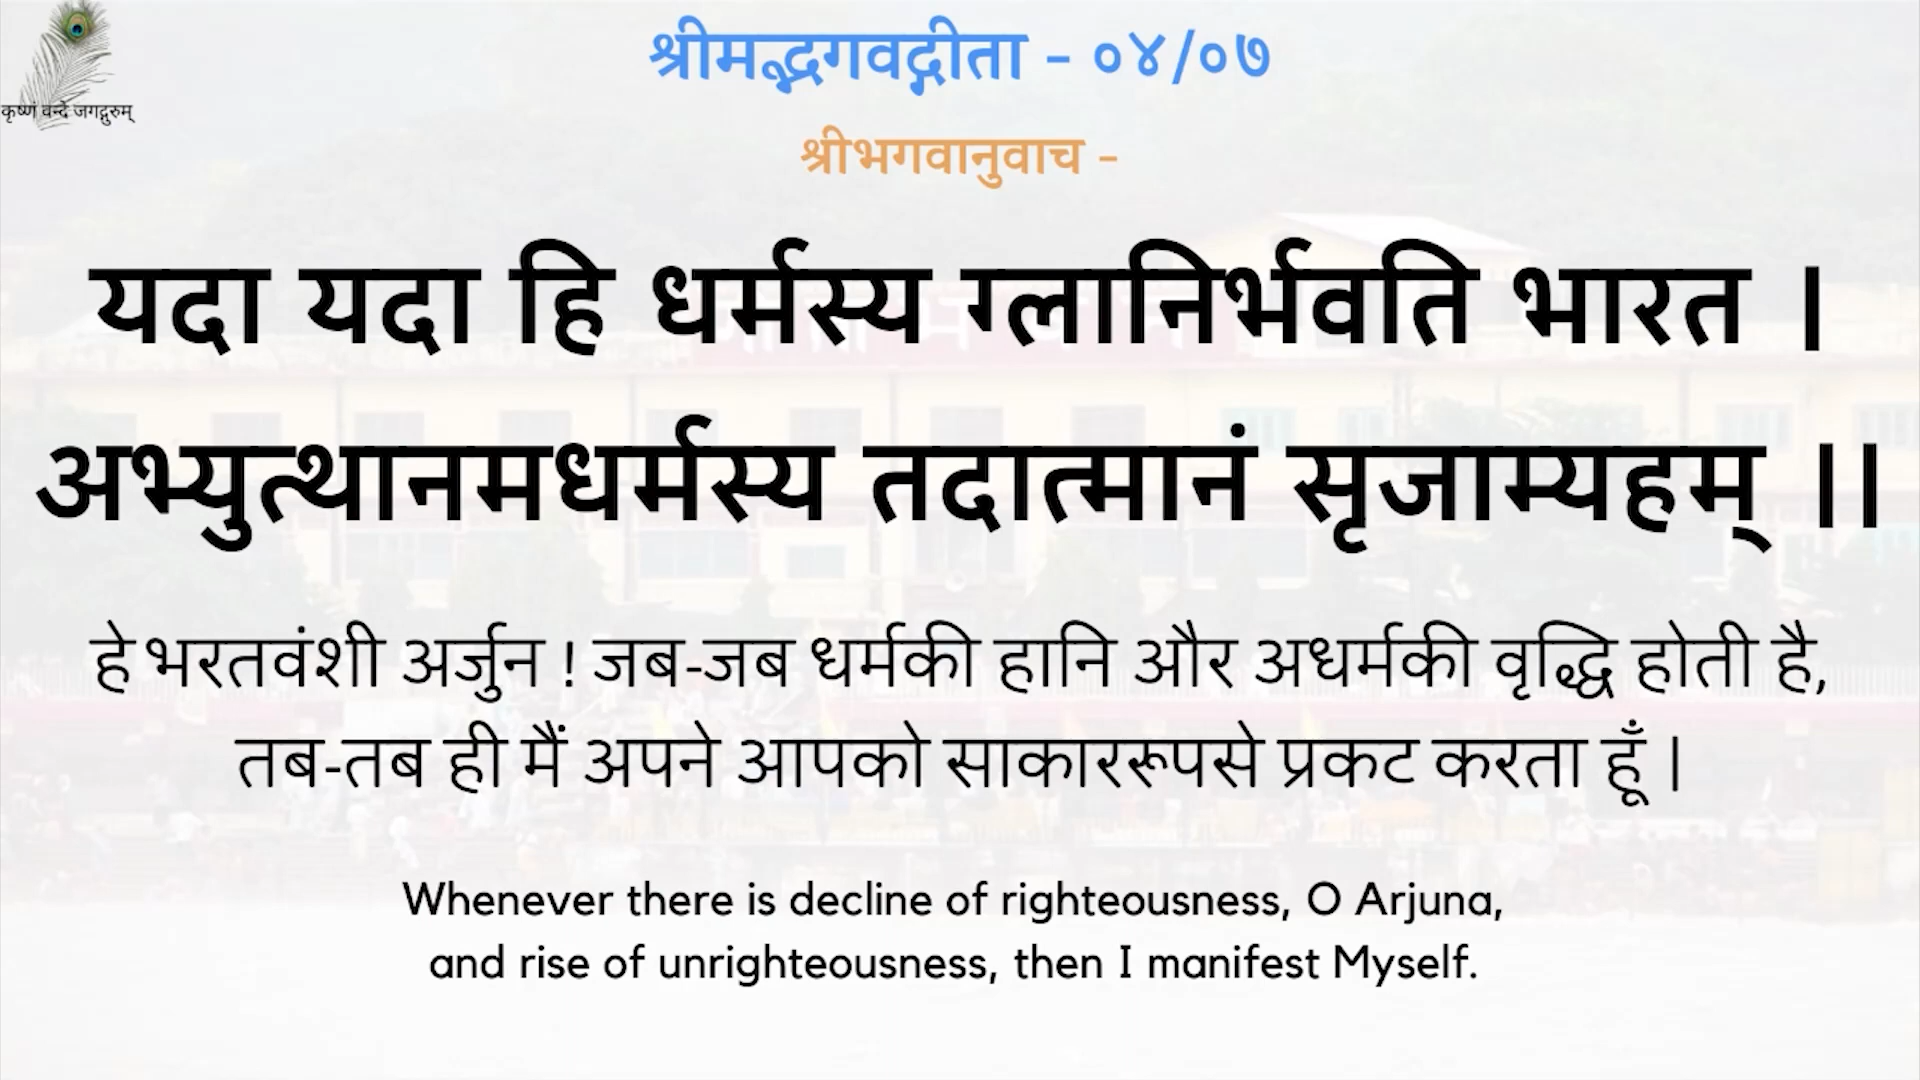 कृष्णं वन्दे जगद्गुरुम्
श्रीमद्भगवद्गीता - ०४/०७
श्रीभगवानुवाच -
यदा यदा हि धर्मस्य ग्लानिर्भवति भारत ।
अभ्युत्थानमधर्मस्य तदात्मानं सृजाम्यहम् ।।
हे भरतवंशी अर्जुन ! जब-जब धर्मकी हानि और अधर्मकी वृद्धि होती है,
तब-तब ही मैं अपने आपको साकाररूपसे प्रकट करता हूँ |
Whenever there is decline of righteousness, O Arjuna,
and rise of unrighteousness, then I manifest Myself.